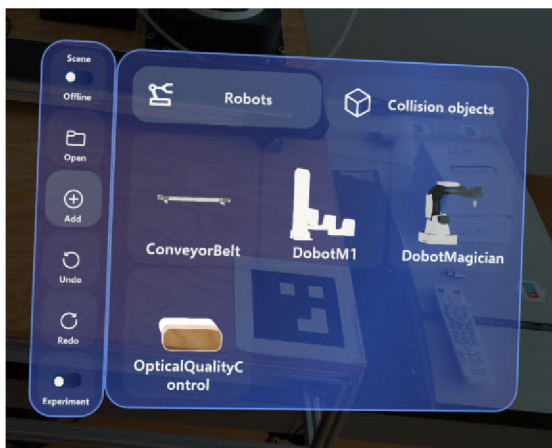 Scene
Offline
Open
Add
Undo
Redo
Experiment
Robots
Collision objects
ConveyorBelt
DobotM1
DobotMagician
OpticalQualityC
ontrol